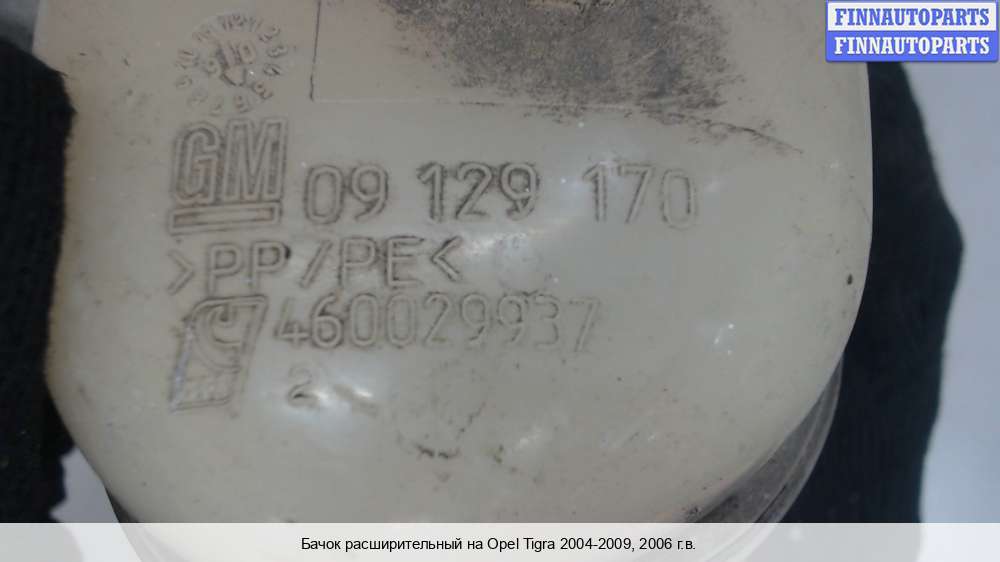 FINNAUTOPARTS
FINNAUTOPARTS
GM 09 129 170
>PP/PE<
460029937
2
Бачок расширительный на Opel Tigra 2004-2009, 2006 г.в.